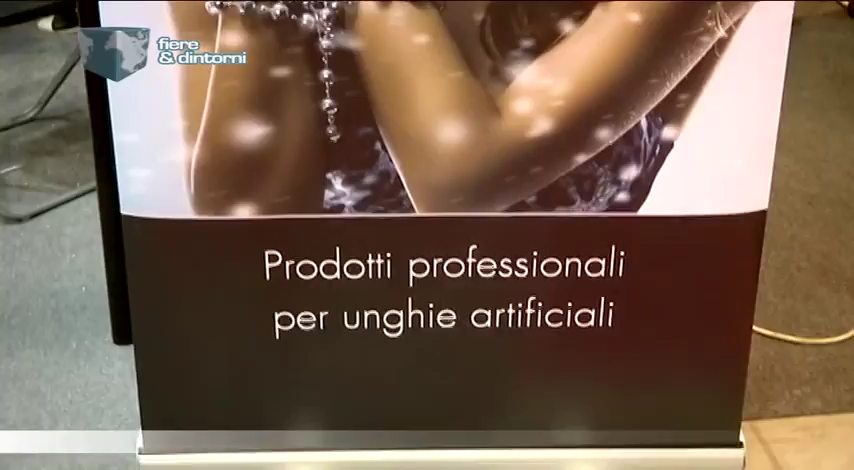 fiere
& dintorni
Prodotti professionali
per unghie artificiali